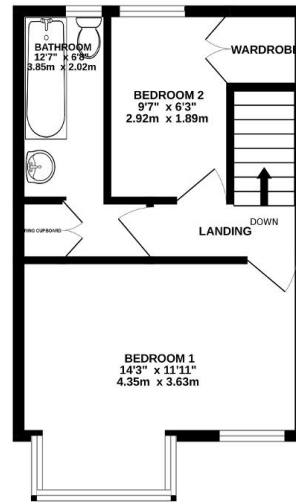 BATHROOM
12'7" x 6'8"
3.85m x 2.02m
WARDROBE
BEDROOM 2
9'7" x 6'3"
2.92m x 1.89m
DOWN
LANDING
CUPBOARD
BEDROOM 1
14'3" x 11'11"
4.35m x 3.63m